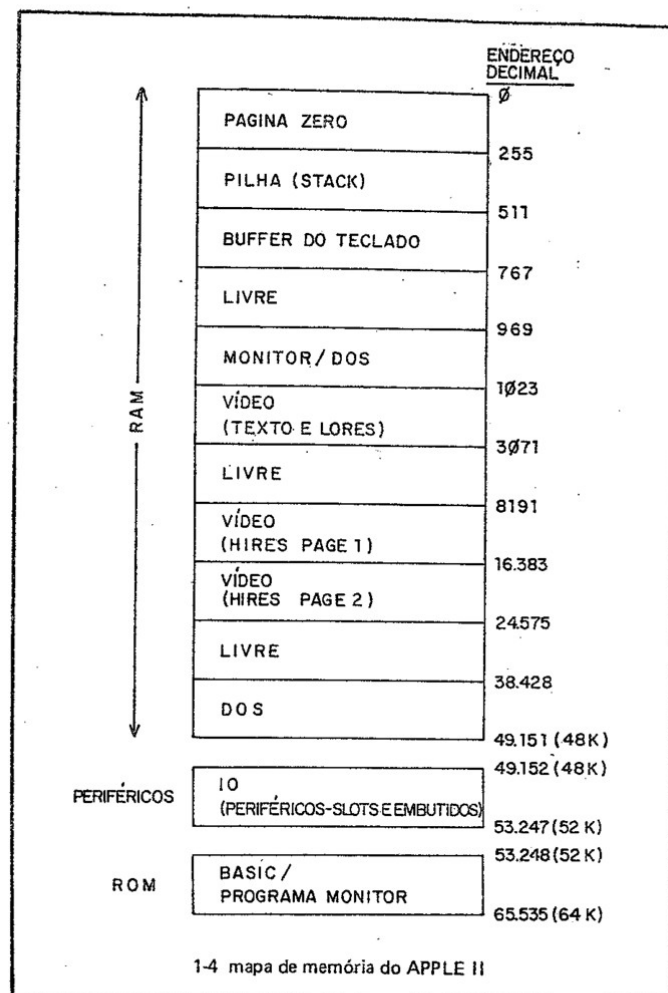 ENDEREÇO
DECIMAL
Ø
PAGINA ZERO
255
PILHA (STACK)
511
BUFFER DO TECLADO
767
LIVRE
969
MONITOR/DOS
1Ø23
VÍDEO
(TEXTO E LORES)
3Ø71
LIVRE
8191
VÍDEO
(HIRES PAGE 1)
16.383
VÍDEO
(HIRES PAGE 2)
24.575
LIVRE
38.428
DOS
49.151 (48K)
RAM
49.152 (48K)
PERIFÉRICOS
IO
(PERIFÉRICOS-SLOTS E EMBUTIDOS)
53.247 (52 K)
53.248 (52K)
ROM
BASIC/
PROGRAMA MONITOR
65.535 (64 K)
1-4 mapa de memória do APPLE II